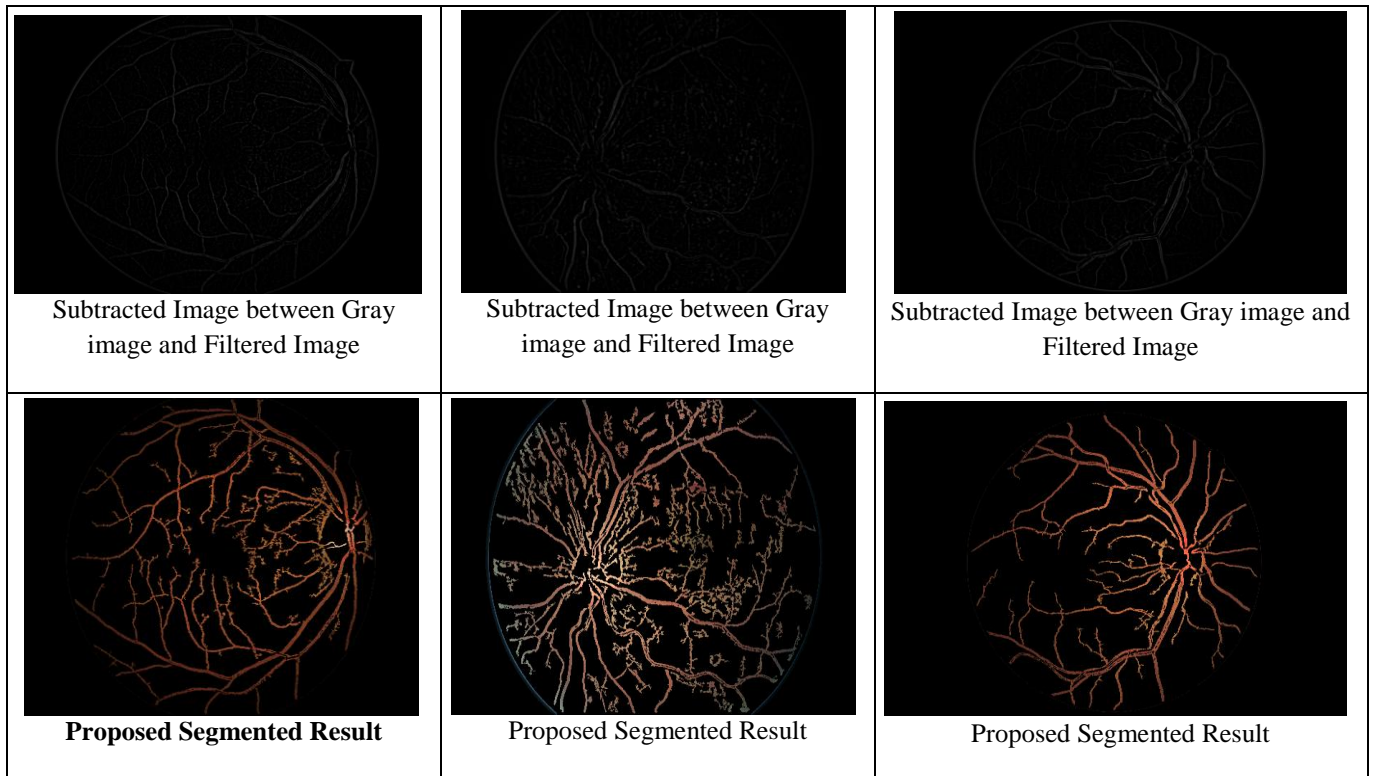 Subtracted Image between Gray
image and Filtered Image
Subtracted Image between Gray
image and Filtered Image
Subtracted Image between Gray image and
Filtered Image
Proposed Segmented Result
Proposed Segmented Result
Proposed Segmented Result